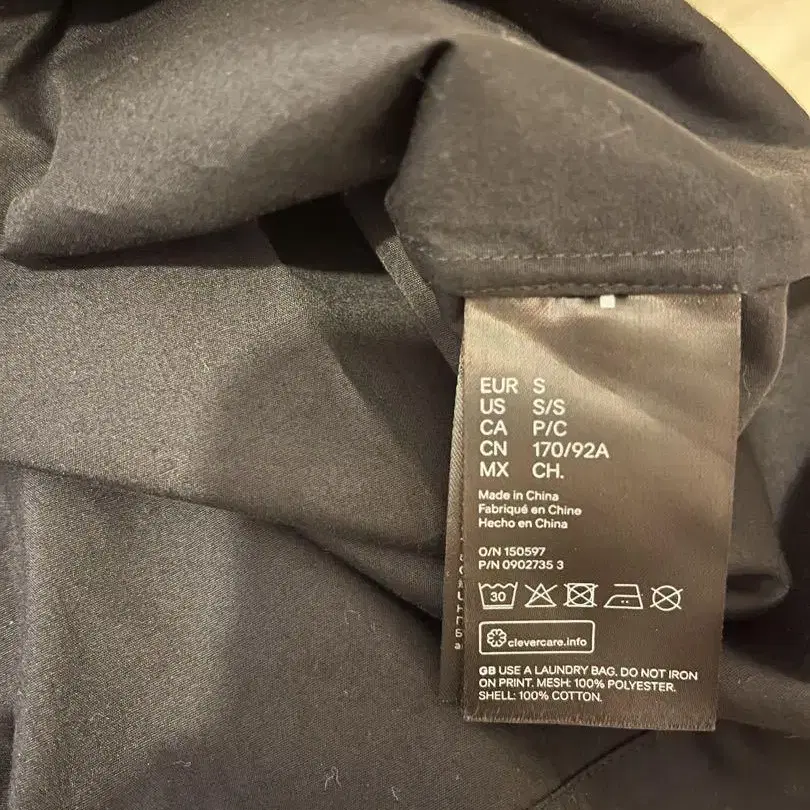 EUR S
US S/S
CA P/C
CN 170/92A
MX CH.
Made in China
Fabriqué en Chine
Hecho en China
O/N 150597
P/N 0902735 3
30
clevercare.info
GB USE A LAUNDRY BAG. DO NOT IRON
ON PRINT. MESH: 100% POLYESTER.
SHELL: 100% COTTON.